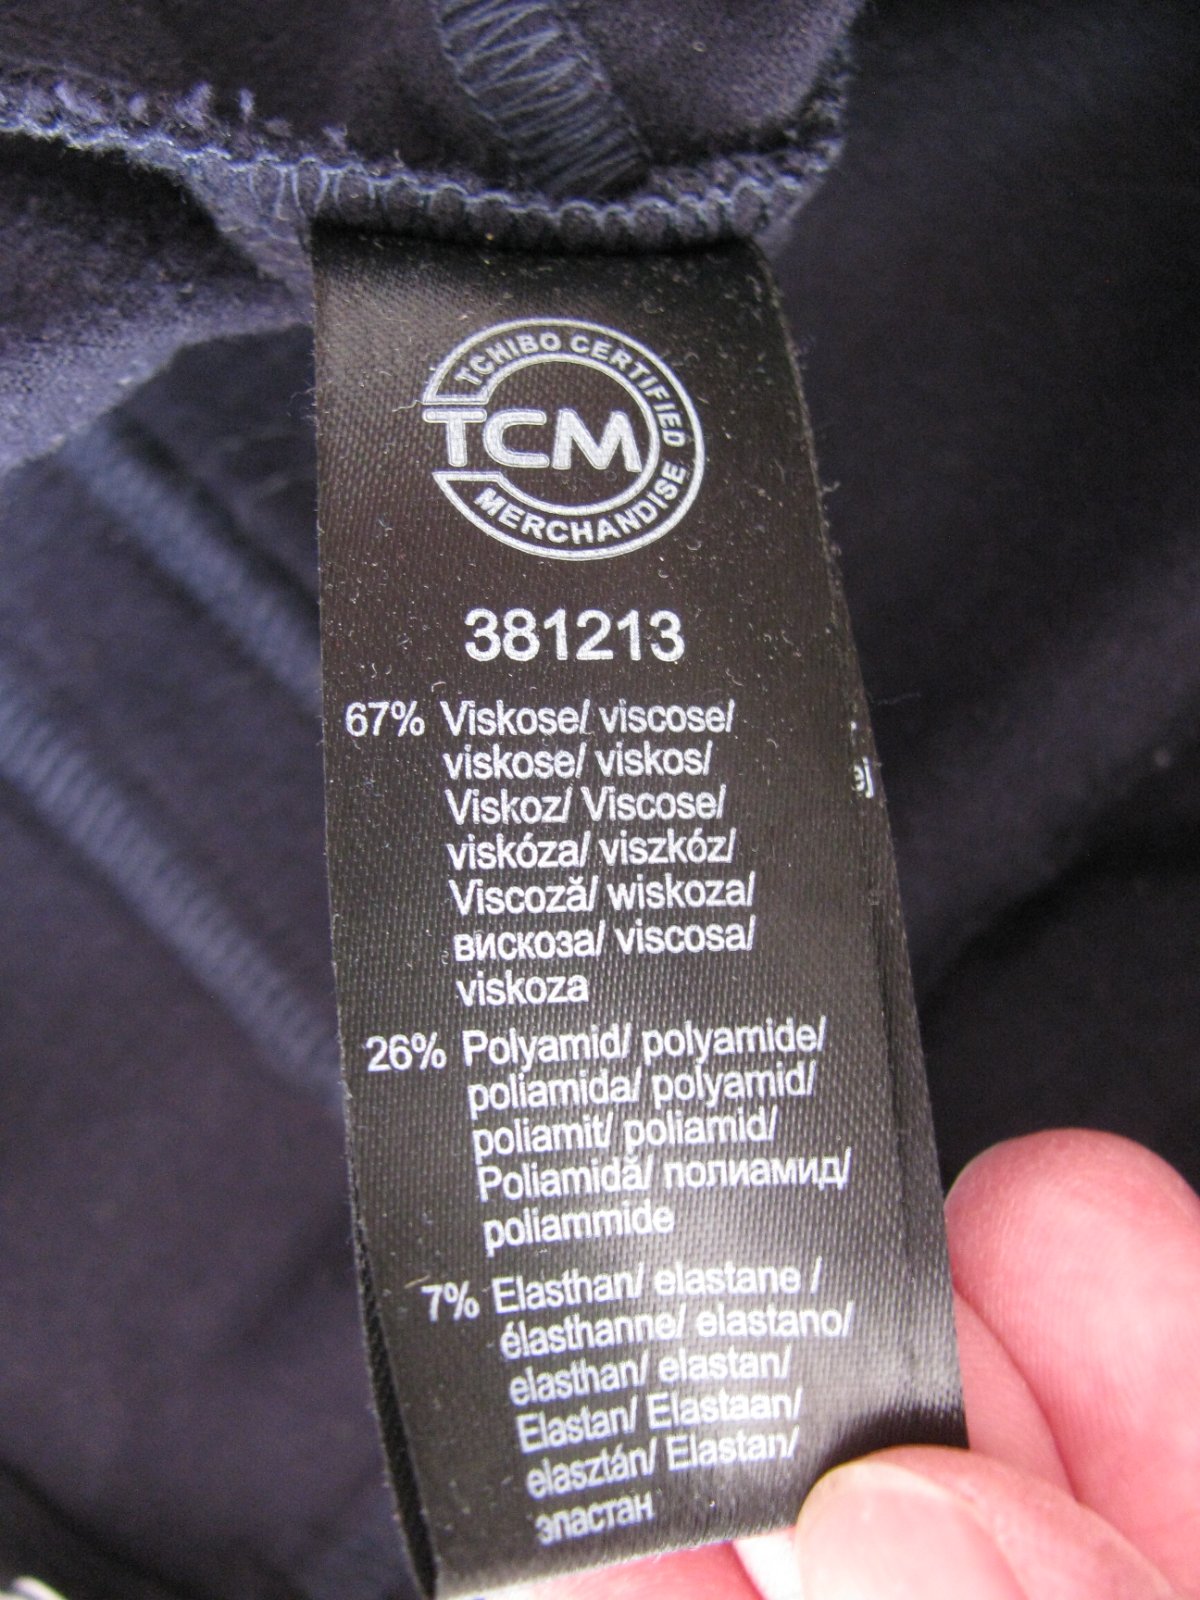 TCHIBO CERTIFIED
TCM
MERCHANDISE
381213
67% Viskose/ viscose/
viskose/ viskos/
Viskoz/ Viscose/
viskóza/ viszkóz/
Viscoză/ wiskoza/
вискоза/ viscosa/
viskoza
26% Polyamid/ polyamide/
poliamida/ polyamid/
poliamit/ poliamid/
Poliamidă/ полиамид/
poliammide
7% Elasthan/ elastane /
élasthanne/ elastano/
elasthan/ elastan/
Elastan/ Elastaan/
elasztán/ Elastan/
эластан